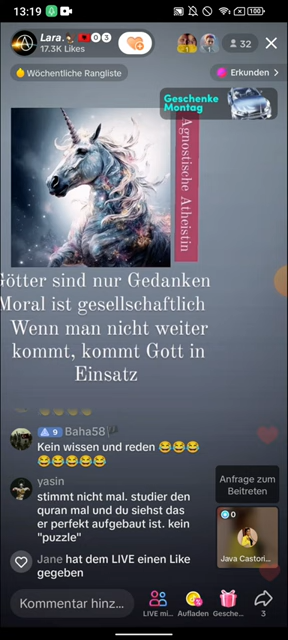 13:19
100
Lara
0 3
17.3K Likes
32
Wöchentliche Rangliste
Erkunden >
Geschenke
Montag
Agnostische Atheistin
Götter sind nur Gedanken
Moral ist gesellschaftlich
Wenn man nicht weiter
kommt, kommt Gott in
Einsatz
9 Baha58
Kein wissen und reden 😂😂😂
😂😂😂😂😂
yasin
stimmt nicht mal. studier den
quran mal und du siehst das
er perfekt aufgebaut ist. kein
"puzzle"
Jane hat dem LIVE einen Like
gegeben
Anfrage zum
Beitreten
0
Java Castori...
Kommentar hinz...
LIVE mi...
Aufladen
Gesche...
3